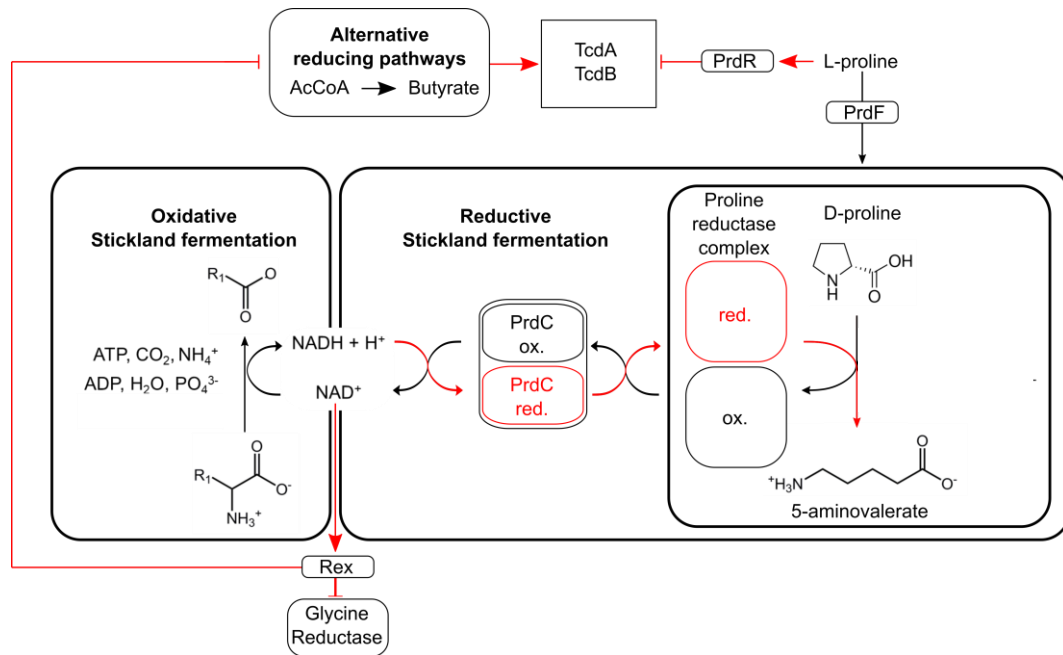 Alternative
reducing pathways
AcCoA
Butyrate
TcdA
TcdB
PrdR
L-proline
PrdF
Oxidative
Stickland fermentation
R1
O
O
ATP, CO2, NH4+
ADP, H2O, PO43-
R1
O
O-
NH3+
NADH + H+
NAD+
Reductive
Stickland fermentation
PrdC
ox.
PrdC
red.
Proline
reductase
complex
red.
ox.
D-proline
OH
N
H
O
O
+H3N
O-
5-aminovalerate
Rex
Glycine
Reductase